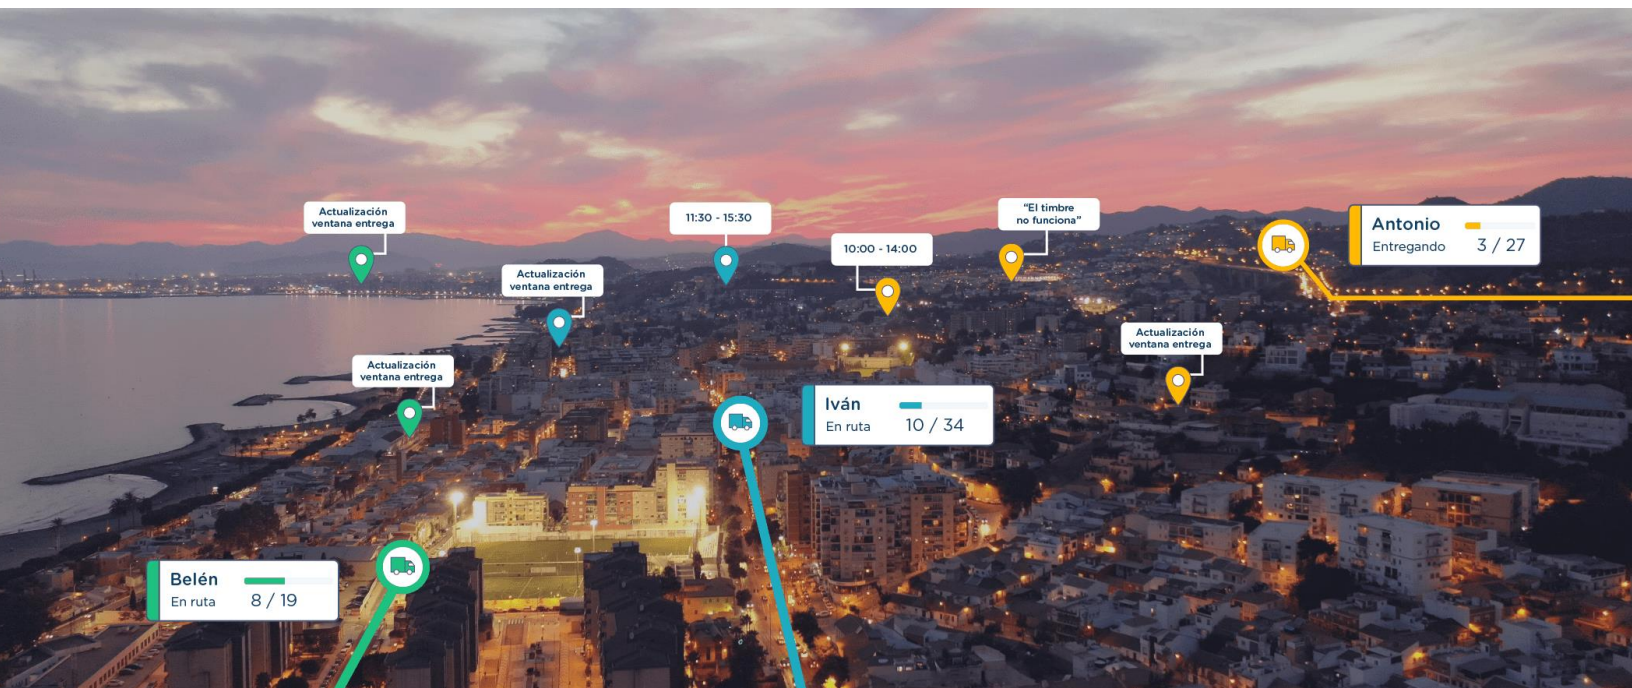 Actualización
ventana entrega
11:30 - 15:30
"El timbre
no funciona"
Antonio
Entregando 3 / 27
10:00 - 14:00
Actualización
ventana entrega
Actualización
ventana entrega
Actualización
ventana entrega
Iván
En ruta 10 / 34
Belén
En ruta 8 / 19